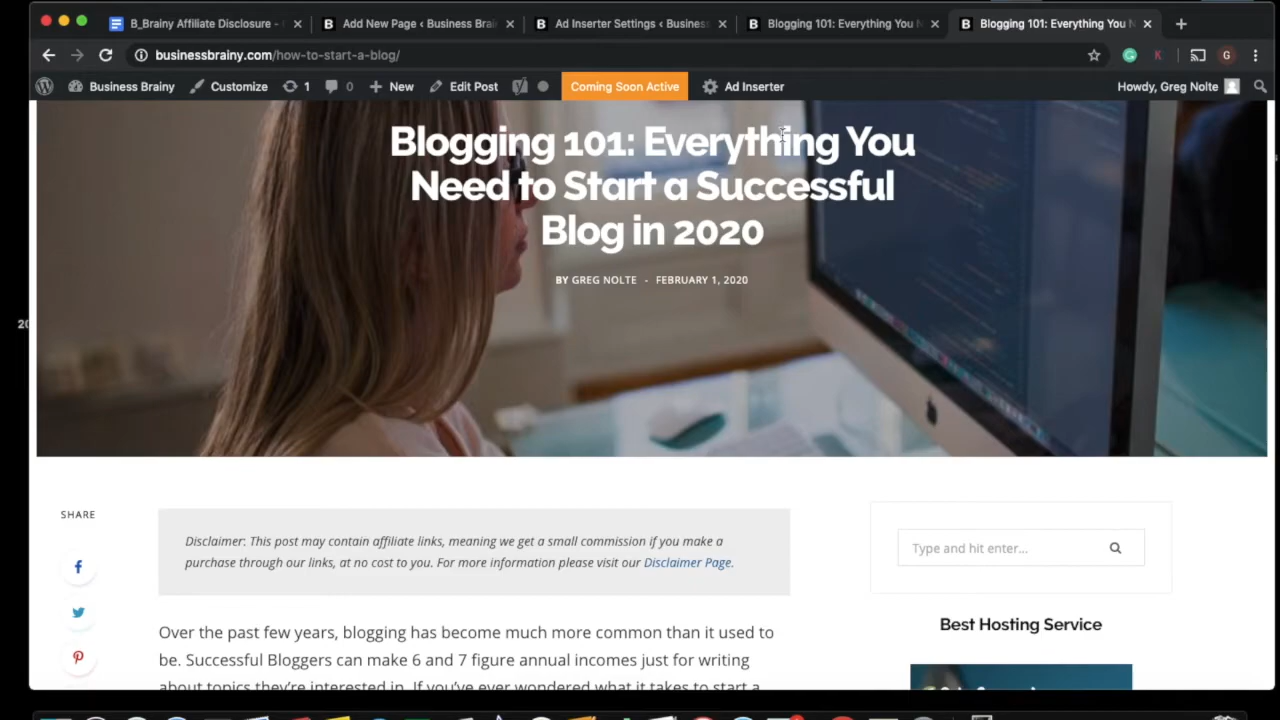 B_Brainy Affiliate Disclosure -
Add New Page ‹ Business Brai
Ad Inserter Settings ‹ Business
Blogging 101: Everything You N
Blogging 101: Everything You N
businessbrainy.com/how-to-start-a-blog/
G
Business Brainy
Customize
1
0
New
Edit Post
Coming Soon Active
Ad Inserter
Howdy, Greg Nolte
Blogging 101: Everything You
Need to Start a Successful
Blog in 2020
BY GREG NOLTE - FEBRUARY 1, 2020
20
SHARE
Disclaimer: This post may contain affiliate links, meaning we get a small commission if you make a
purchase through our links, at no cost to you. For more information please visit our Disclaimer Page.
Type and hit enter...
Over the past few years, blogging has become much more common than it used to
be. Successful Bloggers can make 6 and 7 figure annual incomes just for writing
about topics they're interested in. If you've ever wondered what it takes to start a
Best Hosting Service